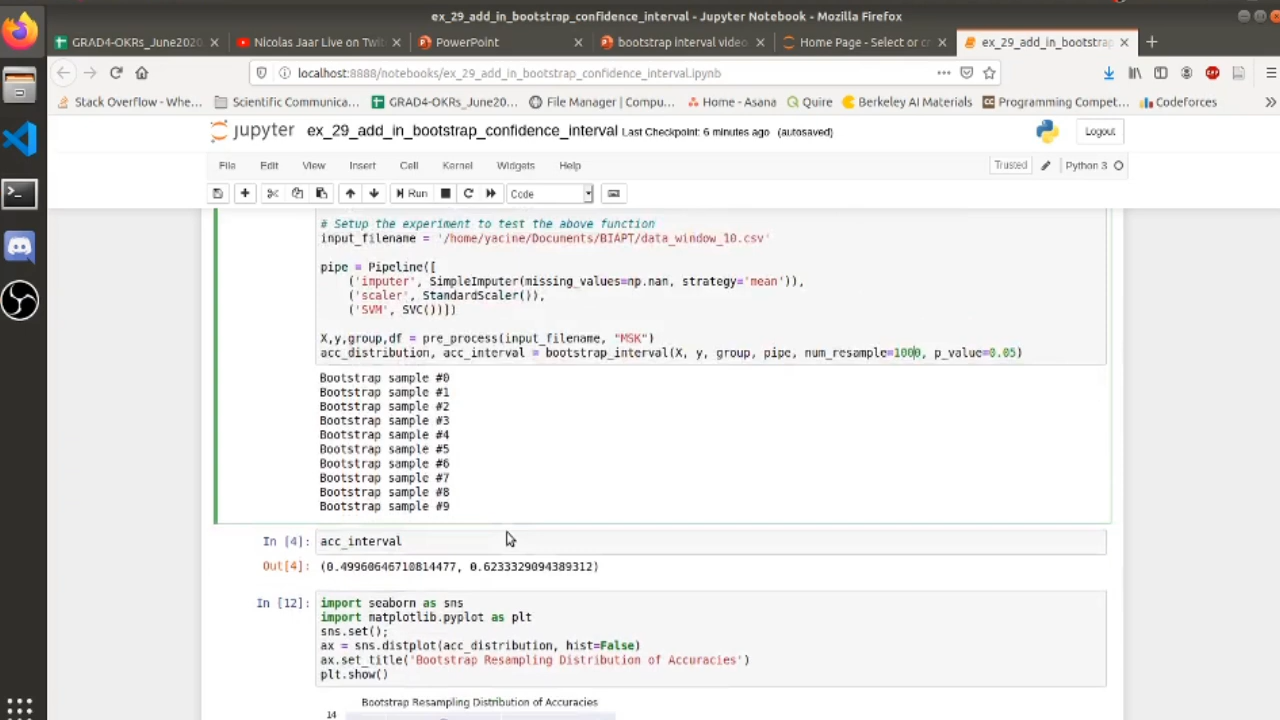 ex_29_add_in_bootstrap_confidence_interval - Jupyter Notebook - Mozilla Firefox
GRAD4-OKRs_June2020
Nicolas Jaar Live on Twit
PowerPoint
bootstrap interval video
Home Page - Select or cr
ex_29_add_in_bootstrap
localhost:8888/notebooks/ex_29_add_in_bootstrap_confidence_interval.ipynb
Stack Overflow - Whe...
Scientific Communica...
GRAD4-OKRs_June20...
File Manager | Compu...
Home - Asana
Quire
Berkeley AI Materials
Programming Compet...
Codeforces
jupyter ex_29_add_in_bootstrap_confidence_interval Last Checkpoint: 6 minutes ago (autosaved)
Logout
File Edit View Insert Cell Kernel Widgets Help
Trusted
Python 3
Run
Code
# Setup the experiment to test the above function
input_filename = '/home/yacine/Documents/BIAPT/data_window_10.csv'
pipe = Pipeline([
('imputer', SimpleImputer(missing_values=np.nan, strategy='mean')),
('scaler', StandardScaler()),
('SVM', SVC())])
X,y,group,df = pre_process(input_filename, "MSK")
acc_distribution, acc_interval = bootstrap_interval(X, y, group, pipe, num_resample=1000, p_value=0.05)
Bootstrap sample #0
Bootstrap sample #1
Bootstrap sample #2
Bootstrap sample #3
Bootstrap sample #4
Bootstrap sample #5
Bootstrap sample #6
Bootstrap sample #7
Bootstrap sample #8
Bootstrap sample #9
In [4]: acc_interval
Out[4]: (0.49960646710814477, 0.6233329094389312)
In [12]: import seaborn as sns
import matplotlib.pyplot as plt
sns.set();
ax = sns.distplot(acc_distribution, hist=False)
ax.set_title('Bootstrap Resampling Distribution of Accuracies')
plt.show()
Bootstrap Resampling Distribution of Accuracies
14